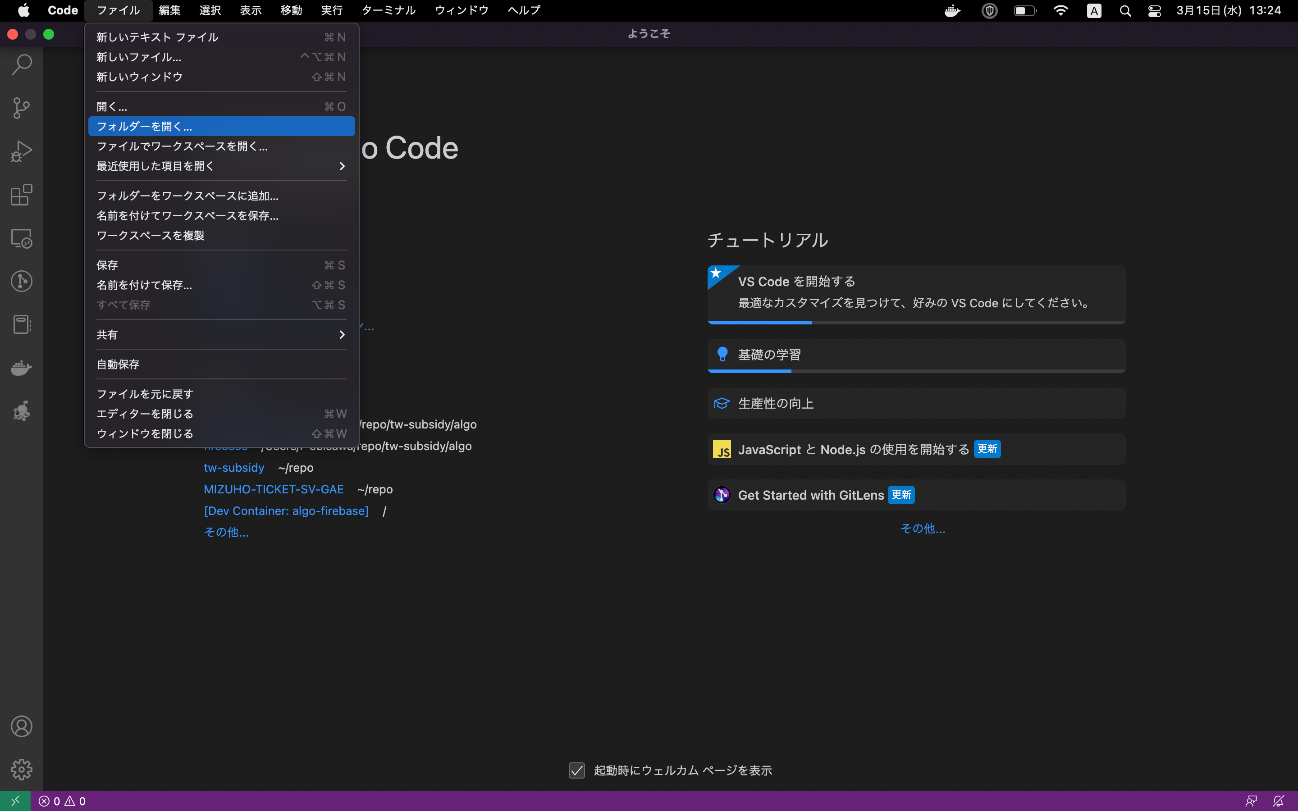 Code ファイル 編集 選択 表示 移動 実行 ターミナル ウィンドウ ヘルプ A 3月15日(水) 13:24
ようこそ
新しいテキスト ファイル ⌘ N
新しいファイル... ^⌥⌘ N
新しいウィンドウ ⇧⌘ N
開く... ⌘ O
フォルダーを開く...
ファイルでワークスペースを開く...
最近使用した項目を開く
フォルダーをワークスペースに追加...
名前を付けてワークスペースを保存...
ワークスペースを複製
保存 ⌘ S
名前を付けて保存... ⇧⌘ S
すべて保存 ⌥⌘ S
共有
自動保存
ファイルを元に戻す
エディターを閉じる ⌘W
ウィンドウを閉じる ⇧⌘W
o Code
...
/repo/tw-subsidy/algo
/repo/tw-subsidy/algo
tw-subsidy ~/repo
MIZUHO-TICKET-SV-GAE ~/repo
[Dev Container: algo-firebase] /
その他...
チュートリアル
VS Code を開始する
最適なカスタマイズを見つけて、好みの VS Code にしてください。
基礎の学習
生産性の向上
JS JavaScript と Node.js の使用を開始する 更新
Get Started with GitLens 更新
その他...
起動時にウェルカム ページを表示
0 0